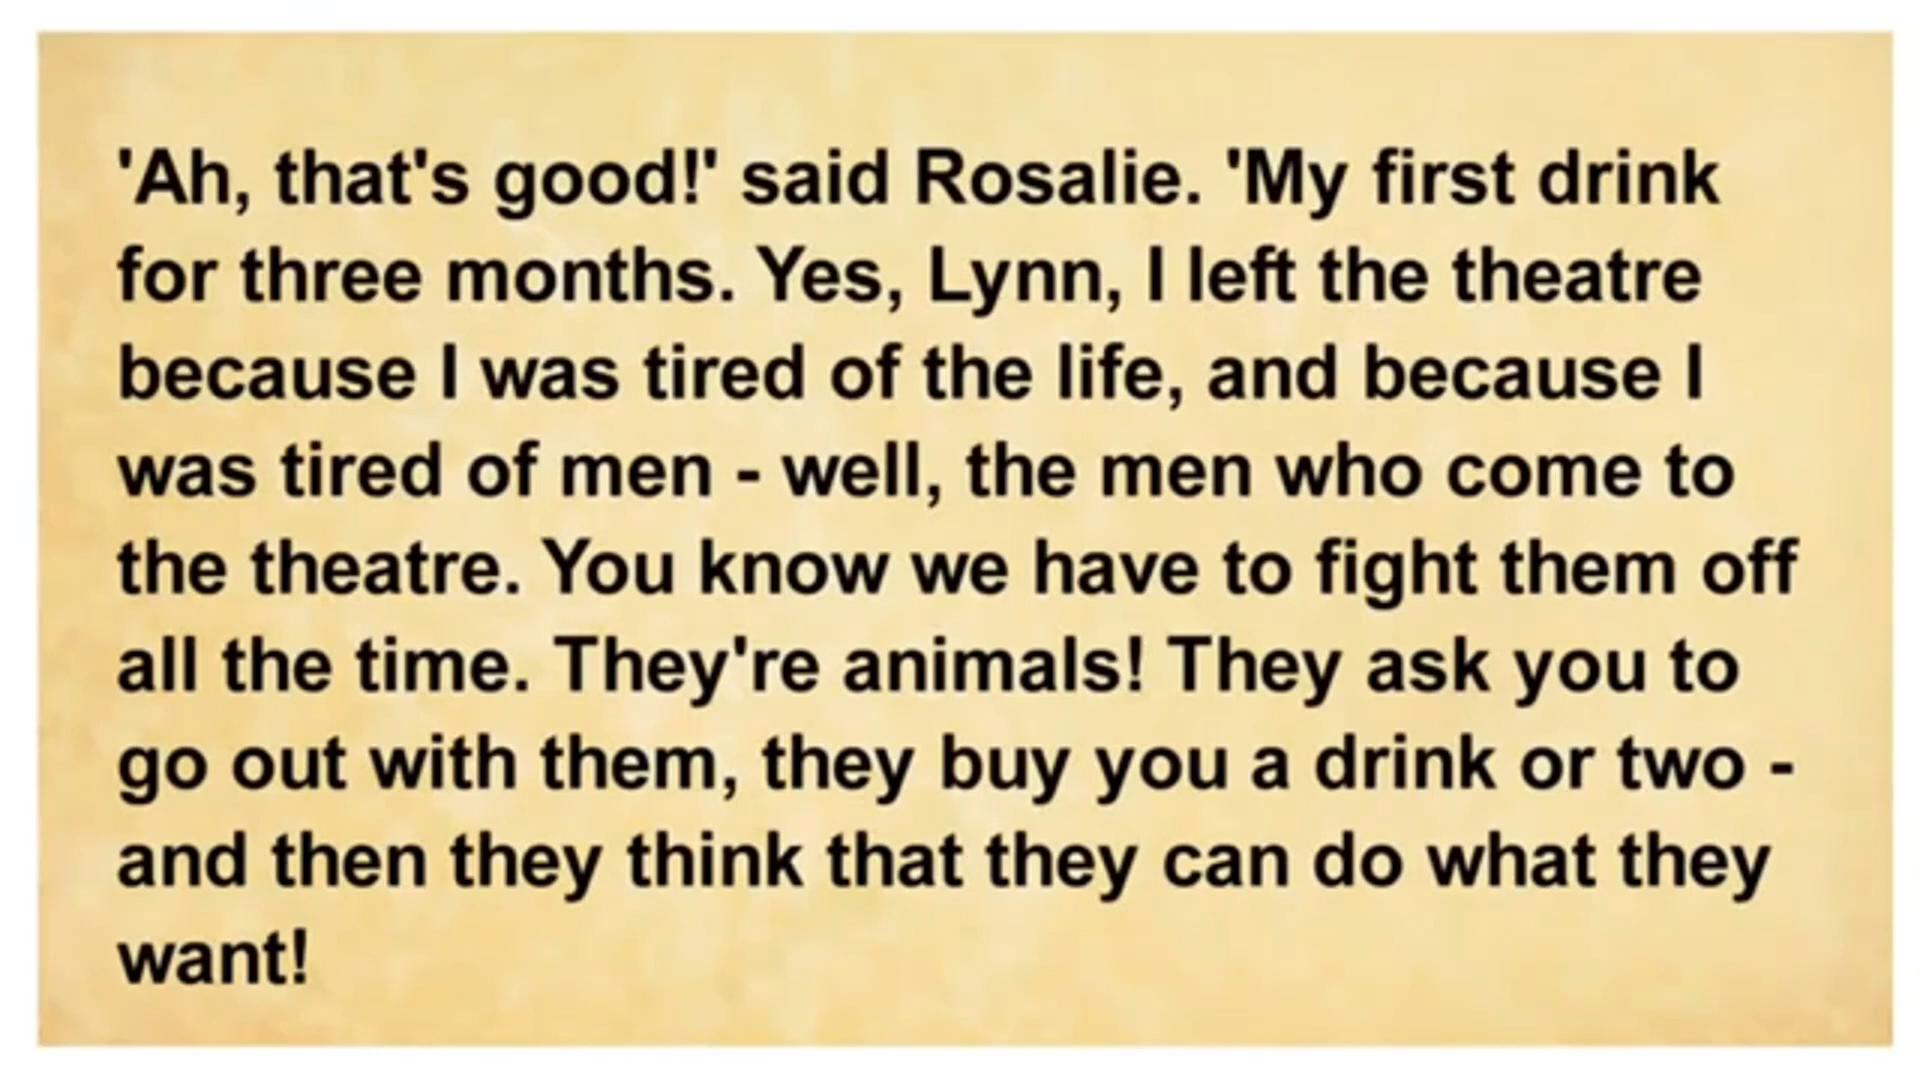 'Ah, that's good!' said Rosalie. 'My first drink
for three months. Yes, Lynn, I left the theatre
because I was tired of the life, and because I
was tired of men - well, the men who come to
the theatre. You know we have to fight them off
all the time. They're animals! They ask you to
go out with them, they buy you a drink or two -
and then they think that they can do what they
want!